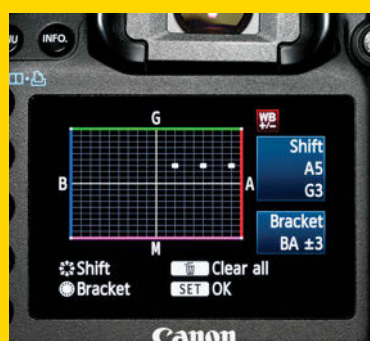 INFO.
WB
+/-
G
B
A
M
Shift
A5
G3
Bracket
BA ±3
Shift
Clear all
Bracket
SET OK
Canon